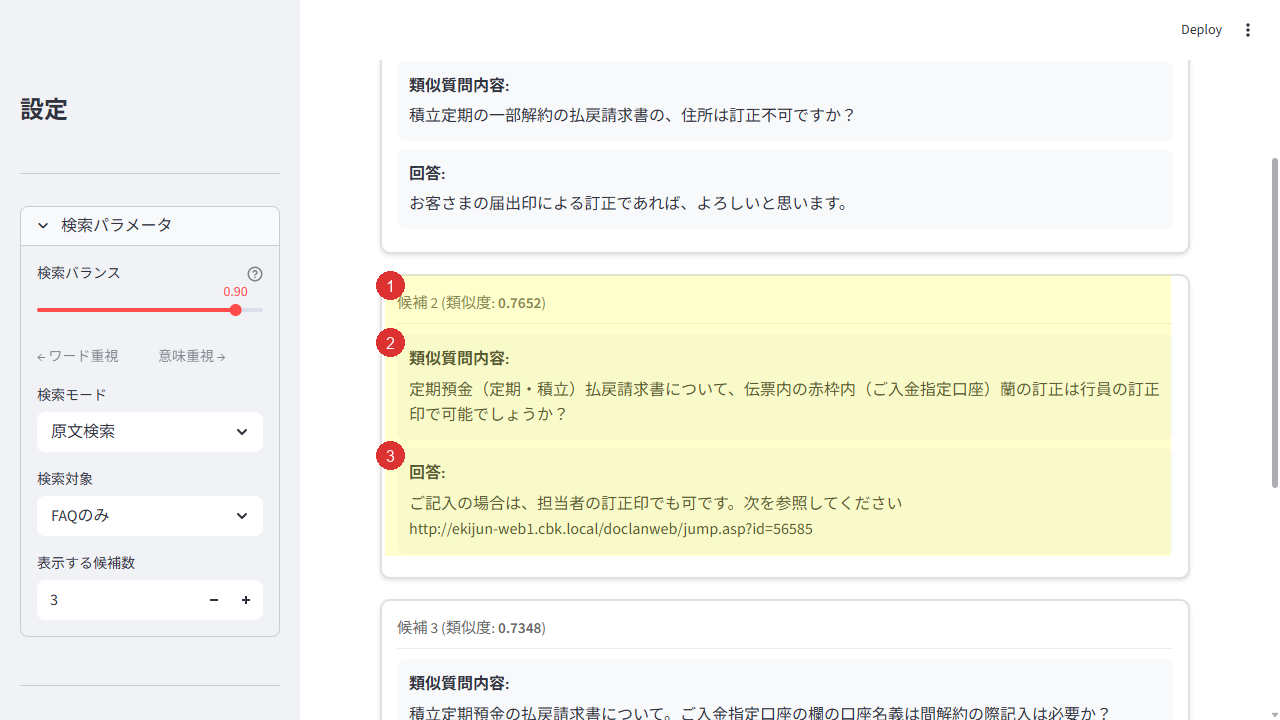 Deploy
設定
検索パラメータ
検索バランス
0.90
←ワード重視 意味重視→
検索モード
原文検索
検索対象
FAQのみ
表示する候補数
3
類似質問内容:
積立定期の一部解約の払戻請求書の、住所は訂正不可ですか？
回答:
お客さまの届出印による訂正であれば、よろしいと思います。
1
候補 2 (類似度: 0.7652)
2
類似質問内容:
定期預金（定期・積立）払戻請求書について、伝票内の赤枠内（ご入金指定口座）蘭の訂正は行員の訂正
印で可能でしょうか？
3
回答:
ご記入の場合は、担当者の訂正印でも可です。次を参照してください
http://ekijun-web1.cbk.local/doclanweb/jump.asp?id=56585
候補 3 (類似度: 0.7348)
類似質問内容:
積立定期預金の払戻請求書について。ご入金指定口座の欄の口座名義は間解約の際記入は必要か？